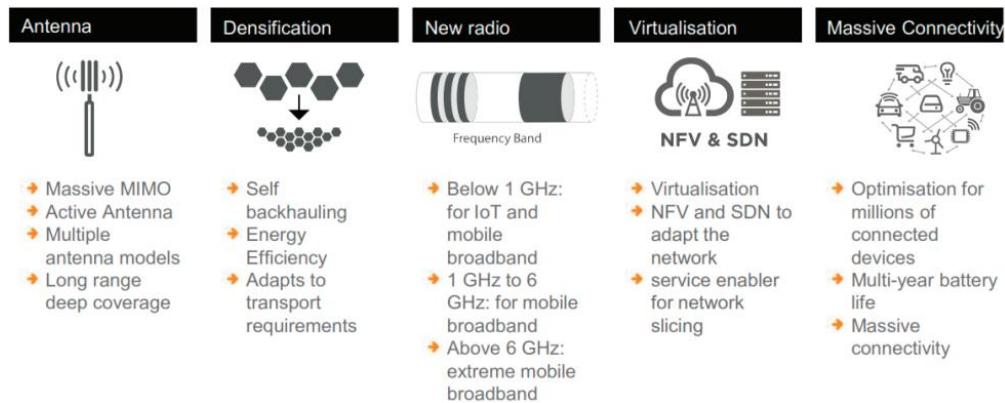 Antenna
Massive MIMO
Active Antenna
Multiple
antenna models
Long range
deep coverage
Densification
Self
backhauling
Energy
Efficiency
Adapts to
transport
requirements
New radio
Frequency Band
Below 1 GHz:
for IoT and
mobile
broadband
1 GHz to 6
GHz: for mobile
broadband
Above 6 GHz:
extreme mobile
broadband
Virtualisation
NFV & SDN
Virtualisation
NFV and SDN to
adapt the
network
service enabler
for network
slicing
Massive Connectivity
Optimisation for
millions of
connected
devices
Multi-year battery
life
Massive
connectivity